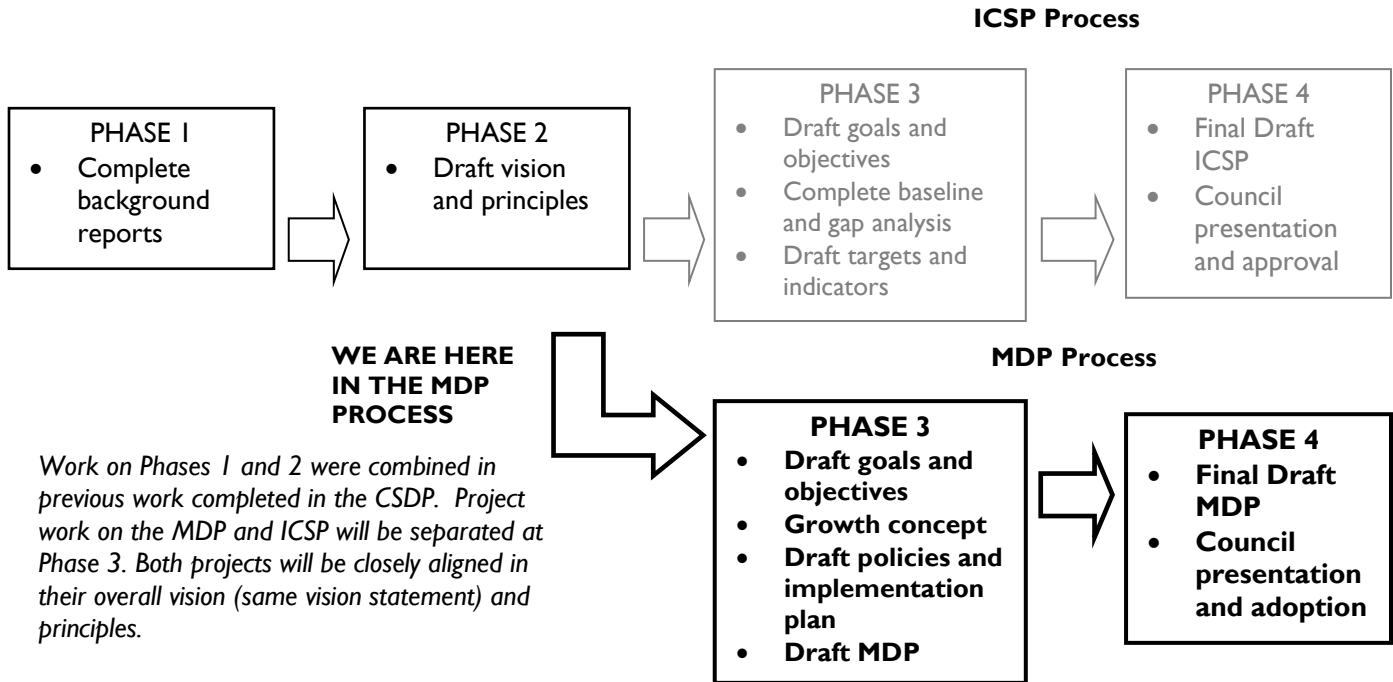 ICSP Process
PHASE 1
• Complete
background
reports
PHASE 2
• Draft vision
and principles
PHASE 3
• Draft goals and
objectives
• Complete baseline
and gap analysis
• Draft targets and
indicators
PHASE 4
• Final Draft
ICSP
• Council
presentation
and approval
WE ARE HERE
IN THE MDP
PROCESS
Work on Phases 1 and 2 were combined in
previous work completed in the CSDP. Project
work on the MDP and ICSP will be separated at
Phase 3. Both projects will be closely aligned in
their overall vision (same vision statement) and
principles.
MDP Process
PHASE 3
• Draft goals and
objectives
• Growth concept
• Draft policies and
implementation
plan
• Draft MDP
PHASE 4
• Final Draft
MDP
• Council
presentation
and adoption